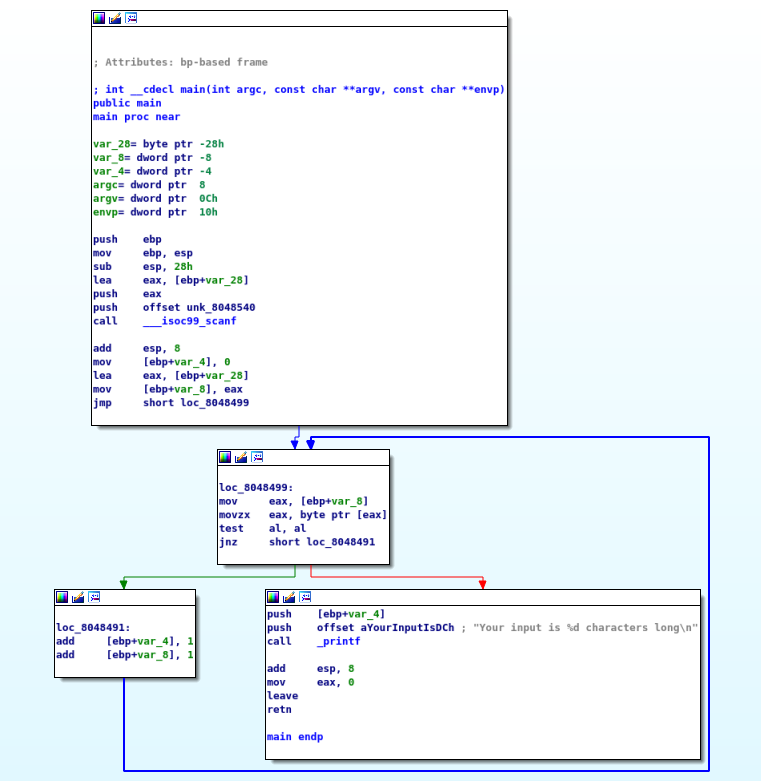 ; Attributes: bp-based frame
; int __cdecl main(int argc, const char **argv, const char **envp)
public main
main proc near
var_28= byte ptr -28h
var_8= dword ptr -8
var_4= dword ptr -4
argc= dword ptr  8
argv= dword ptr  0Ch
envp= dword ptr  10h
push    ebp
mov     ebp, esp
sub     esp, 28h
lea     eax, [ebp+var_28]
push    eax
push    offset unk_8048540
call    ___isoc99_scanf
add     esp, 8
mov     [ebp+var_4], 0
lea     eax, [ebp+var_28]
mov     [ebp+var_8], eax
jmp     short loc_8048499
loc_8048499:
mov     eax, [ebp+var_8]
movzx   eax, byte ptr [eax]
test    al, al
jnz     short loc_8048491
loc_8048491:
add     [ebp+var_4], 1
add     [ebp+var_8], 1
push    [ebp+var_4]
push    offset aYourInputIsDCh ; "Your input is %d characters long\n"
call    _printf
add     esp, 8
mov     eax, 0
leave
retn
main endp